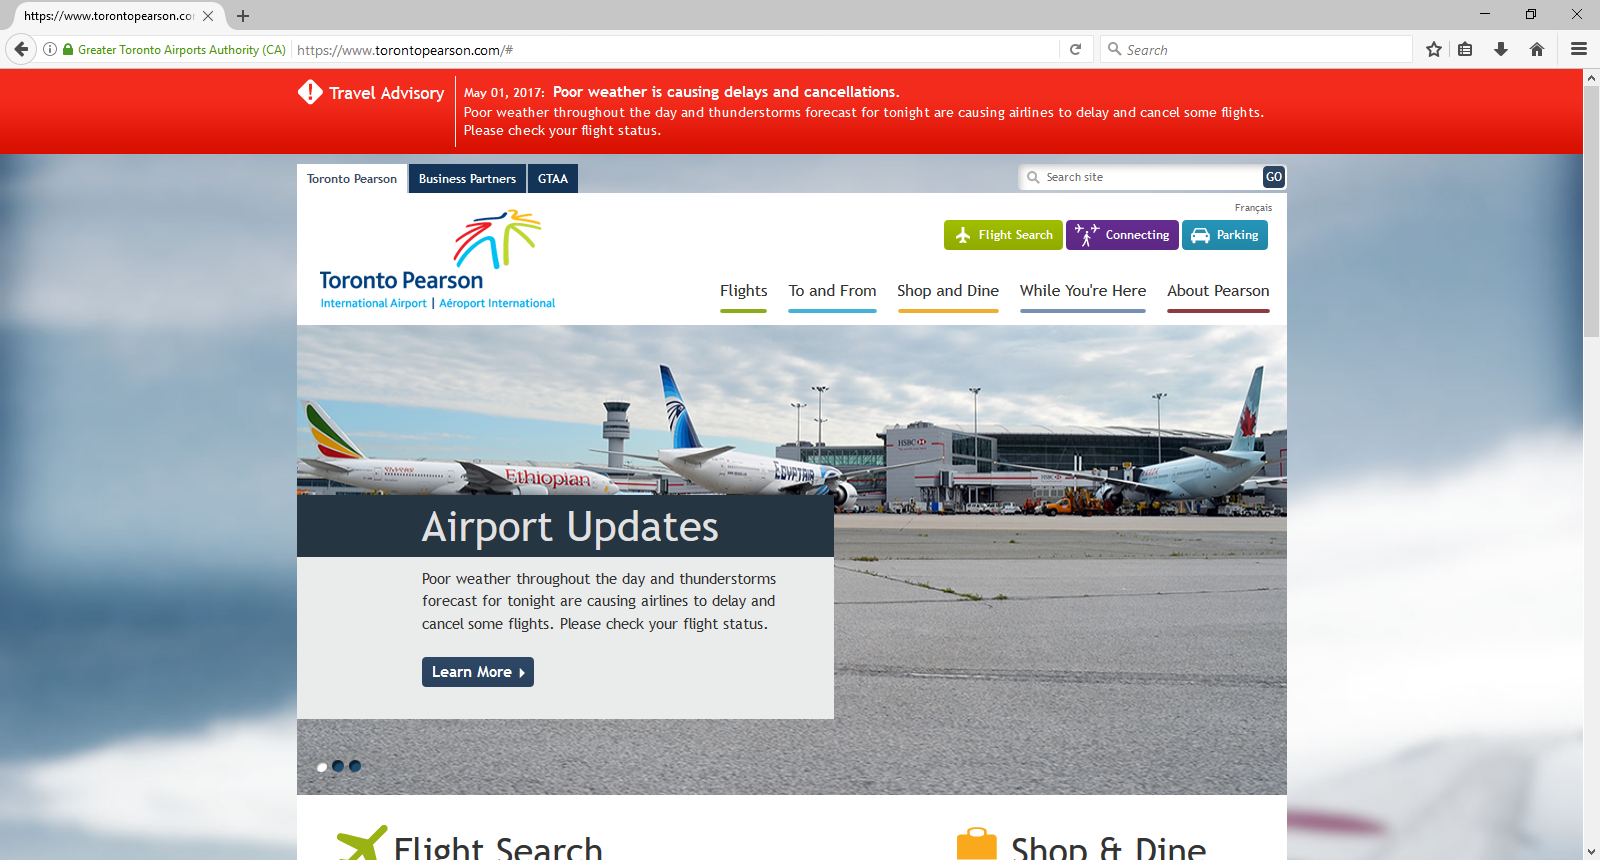 https://www.torontopearson.co
Greater Toronto Airports Authority (CA)
https://www.torontopearson.com/#
Search
Travel Advisory
May 01, 2017: Poor weather is causing delays and cancellations.
Poor weather throughout the day and thunderstorms forecast for tonight are causing airlines to delay and cancel some flights.
Please check your flight status.
Toronto Pearson
Business Partners
GTAA
Search site
GO
Français
Flight Search
Connecting
Parking
Toronto Pearson
International Airport | Aéroport International
Flights
To and From
Shop and Dine
While You're Here
About Pearson
HSBC
Ethiopian
EGYPTAIR
HSBC
Airport Updates
Poor weather throughout the day and thunderstorms
forecast for tonight are causing airlines to delay and
cancel some flights. Please check your flight status.
Learn More
Flight Search
Shop & Dine